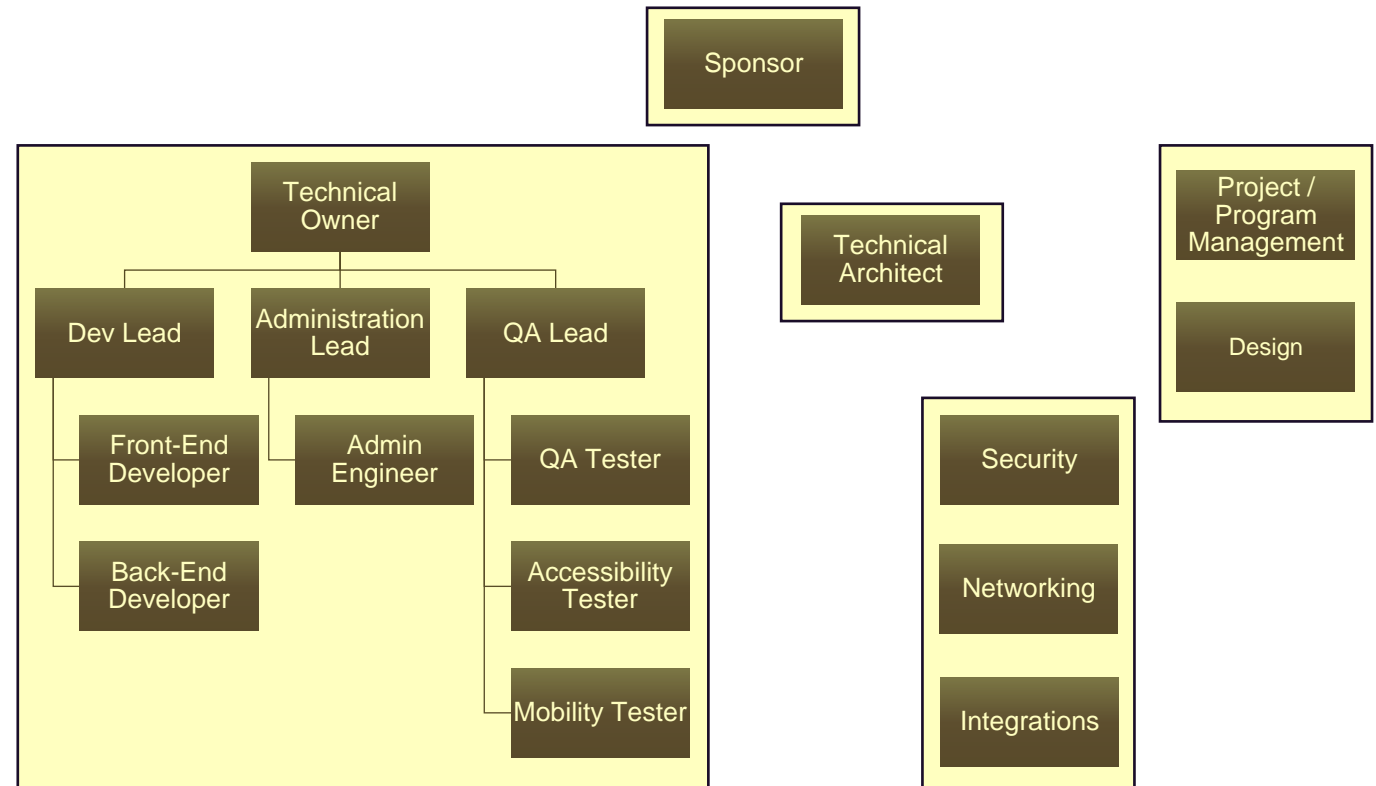 Sponsor
Technical
Owner
Dev Lead
Administration
Lead
QA Lead
Front-End
Developer
Admin
Engineer
QA Tester
Back-End
Developer
Accessibility
Tester
Mobility Tester
Technical
Architect
Project /
Program
Management
Design
Security
Networking
Integrations